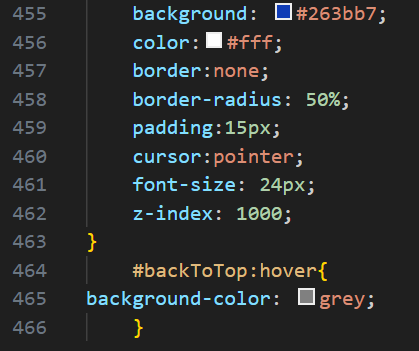 455 background: #263bb7;
456 color: #fff;
457 border:none;
458 border-radius: 50%;
459 padding:15px;
460 cursor:pointer;
461 font-size: 24px;
462 z-index: 1000;
463 }
464 #backToTop:hover{
465 background-color: grey;
466 }